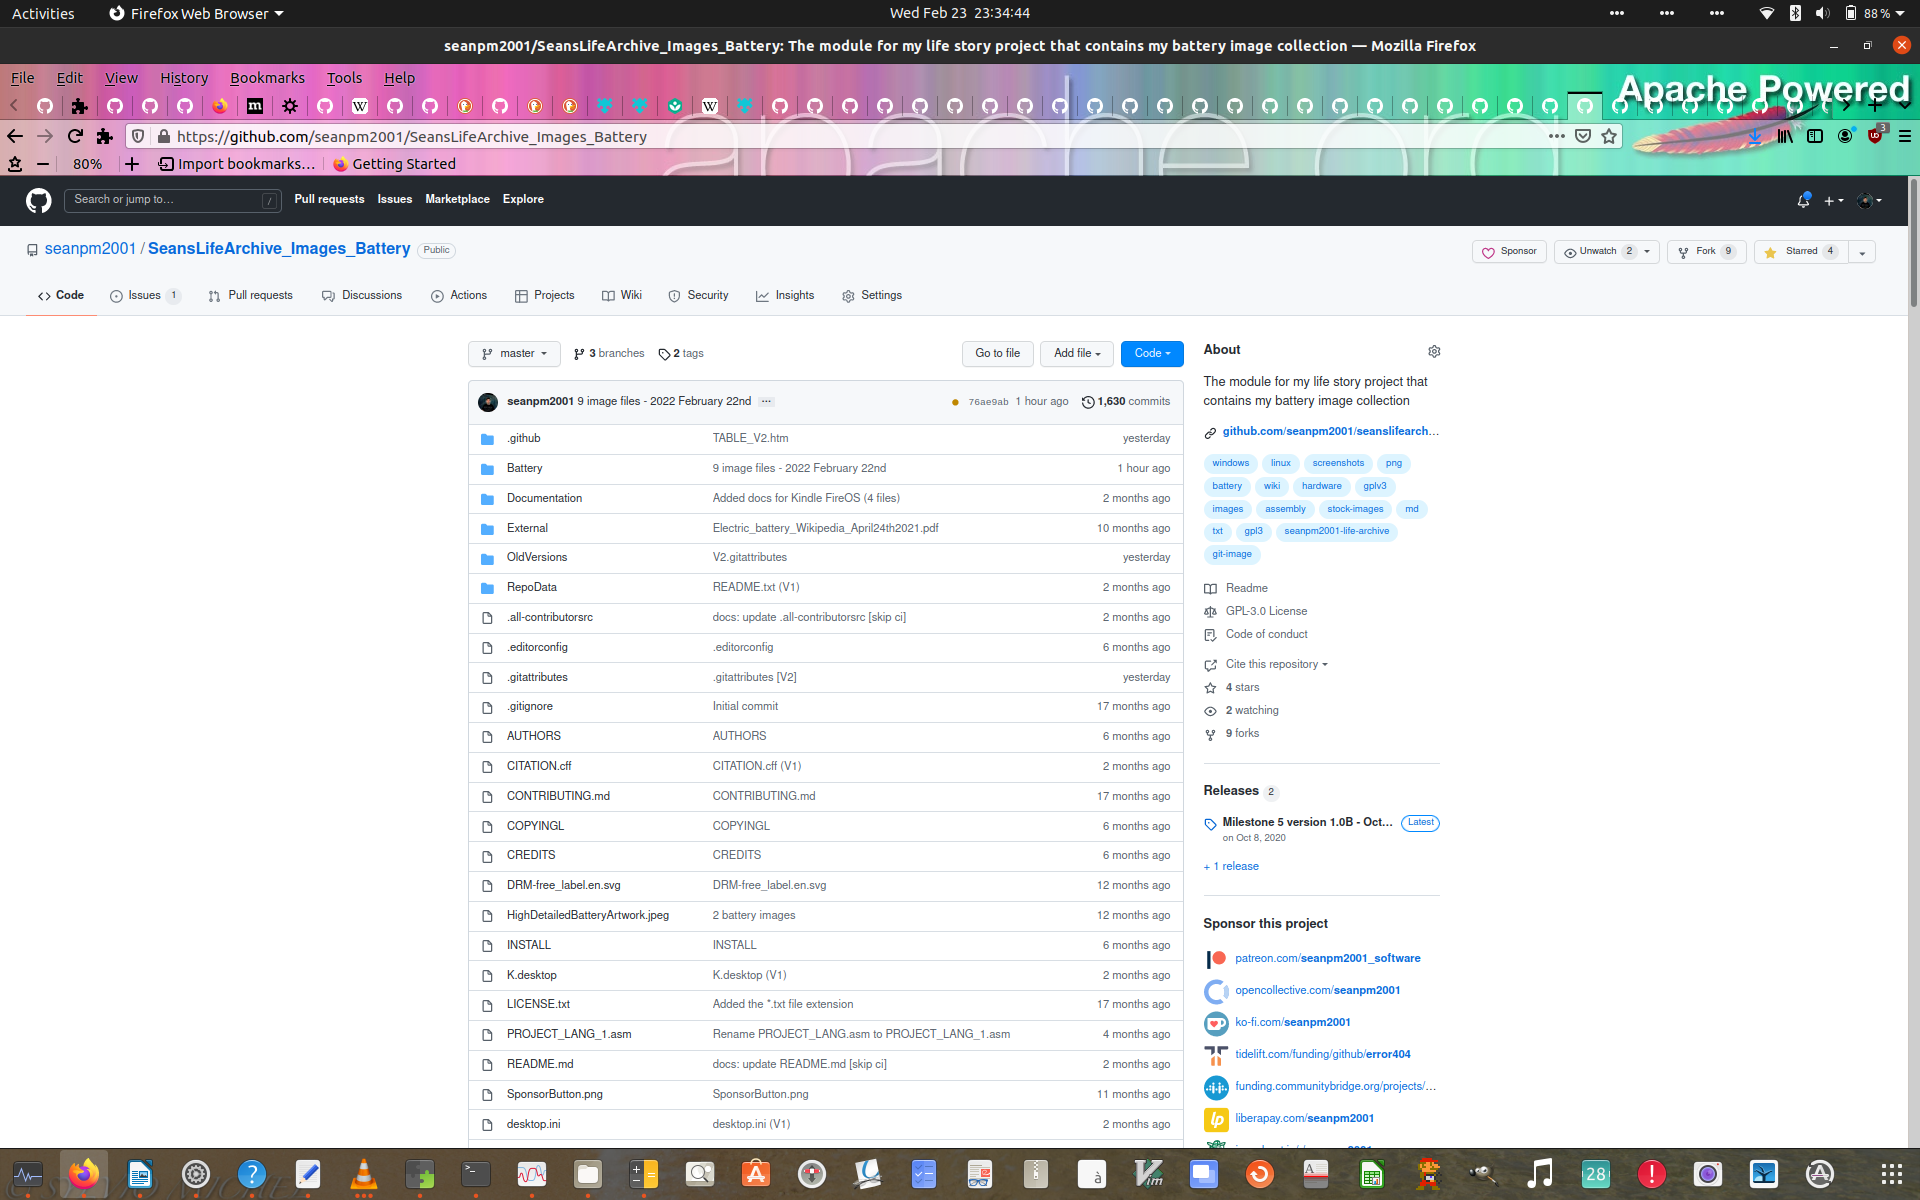 Activities Firefox Web Browser Wed Feb 23 23:34:44 88%
seanpm2001/SeansLifeArchive_Images_Battery: The module for my life story project that contains my battery image collection — Mozilla Firefox
File Edit View History Bookmarks Tools Help
Apache Powered
https://github.com/seanpm2001/SeansLifeArchive_Images_Battery
3
80% Import bookmarks… Getting Started
apache org
Search or jump to… / Pull requests Issues Marketplace Explore
seanpm2001 / SeansLifeArchive_Images_Battery Public
Sponsor Unwatch 2 Fork 9 Starred 4
Code Issues 1 Pull requests Discussions Actions Projects Wiki Security Insights Settings
master 3 branches 2 tags Go to file Add file Code
seanpm2001 9 image files - 2022 February 22nd ... 76ae9ab 1 hour ago 1,630 commits
.github TABLE_V2.htm yesterday
Battery 9 image files - 2022 February 22nd 1 hour ago
Documentation Added docs for Kindle FireOS (4 files) 2 months ago
External Electric_battery_Wikipedia_April24th2021.pdf 10 months ago
OldVersions V2.gitattributes yesterday
RepoData README.txt (V1) 2 months ago
.all-contributorsrc docs: update .all-contributorsrc [skip ci] 2 months ago
.editorconfig .editorconfig 6 months ago
.gitattributes .gitattributes [V2] yesterday
.gitignore Initial commit 17 months ago
AUTHORS AUTHORS 6 months ago
CITATION.cff CITATION.cff (V1) 2 months ago
CONTRIBUTING.md CONTRIBUTING.md 17 months ago
COPYINGL COPYINGL 6 months ago
CREDITS CREDITS 6 months ago
DRM-free_label.en.svg DRM-free_label.en.svg 12 months ago
HighDetailedBatteryArtwork.jpeg 2 battery images 12 months ago
INSTALL INSTALL 6 months ago
K.desktop K.desktop (V1) 2 months ago
LICENSE.txt Added the *.txt file extension 17 months ago
PROJECT_LANG_1.asm Rename PROJECT_LANG.asm to PROJECT_LANG_1.asm 4 months ago
README.md docs: update README.md [skip ci] 2 months ago
SponsorButton.png SponsorButton.png 11 months ago
desktop.ini desktop.ini (V1) 2 months ago
About
The module for my life story project that
contains my battery image collection
github.com/seanpm2001/seanslifearch…
windows linux screenshots png
battery wiki hardware gplv3
images assembly stock-images md
txt gpl3 seanpm2001-life-archive
git-image
Readme
GPL-3.0 License
Code of conduct
Cite this repository
4 stars
2 watching
9 forks
Releases 2
Milestone 5 version 1.0B - Oct… Latest
on Oct 8, 2020
+ 1 release
Sponsor this project
patreon.com/seanpm2001_software
opencollective.com/seanpm2001
ko-fi.com/seanpm2001
tidelift.com/funding/github/error404
funding.communitybridge.org/projects/…
liberapay.com/seanpm2001
28